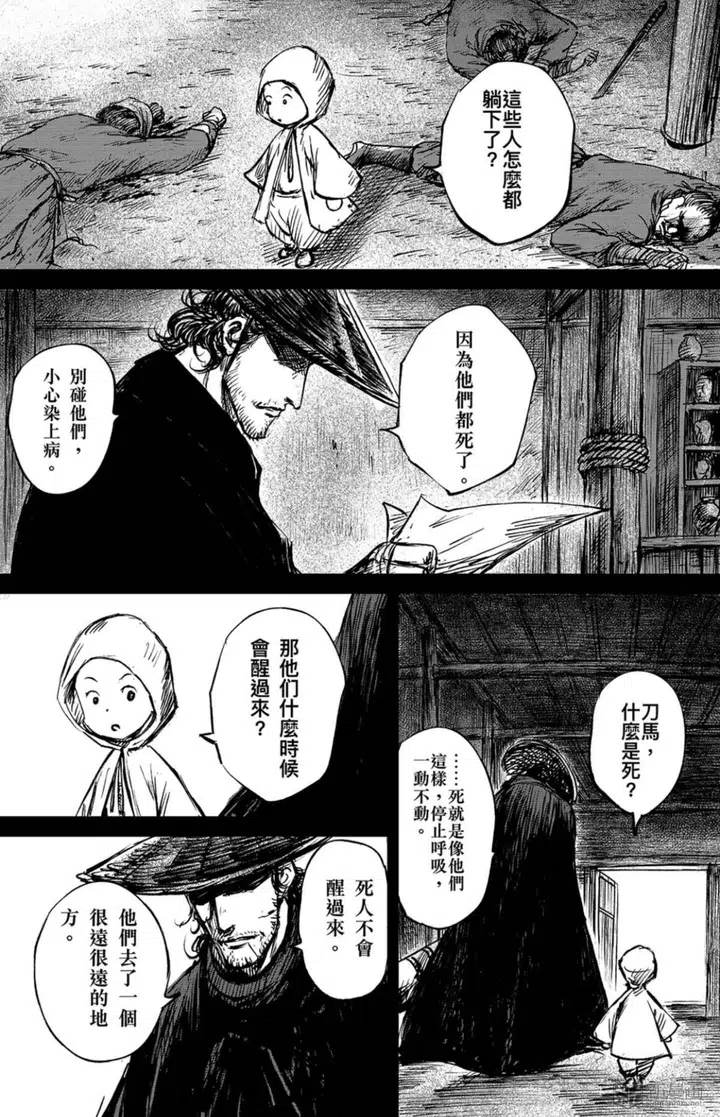 這些人怎麼都
躺下了？
因為他們都死了。
別碰他們，
小心染上病。
刀馬，
什麼是死？
……死就是像他們
這樣，停止呼吸，
一動不動。
那他们什麼時候
會醒過來？
死人不會
醒過來。
他們去了一個
很遠很遠的地
方。